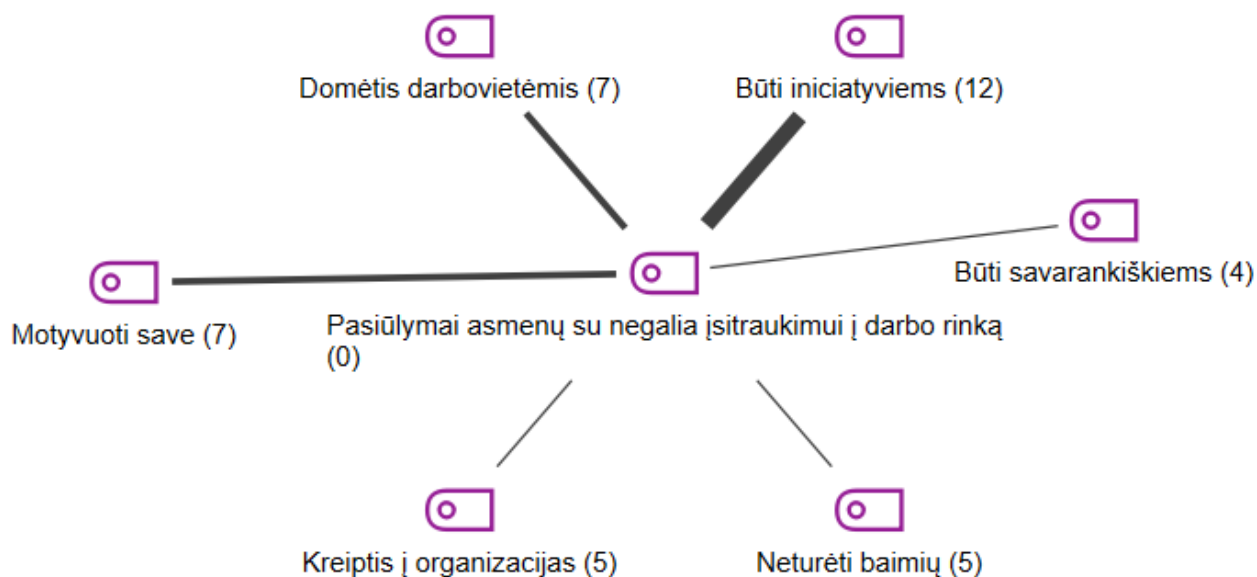 Domėtis darbovietėmis (7)
Būti iniciatyviems (12)
Būti savarankiškiems (4)
Motyvuoti save (7)
Pasiūlymai asmenų su negalia įsitraukimui į darbo rinką
(0)
Kreiptis į organizacijas (5)
Neturėti baimių (5)